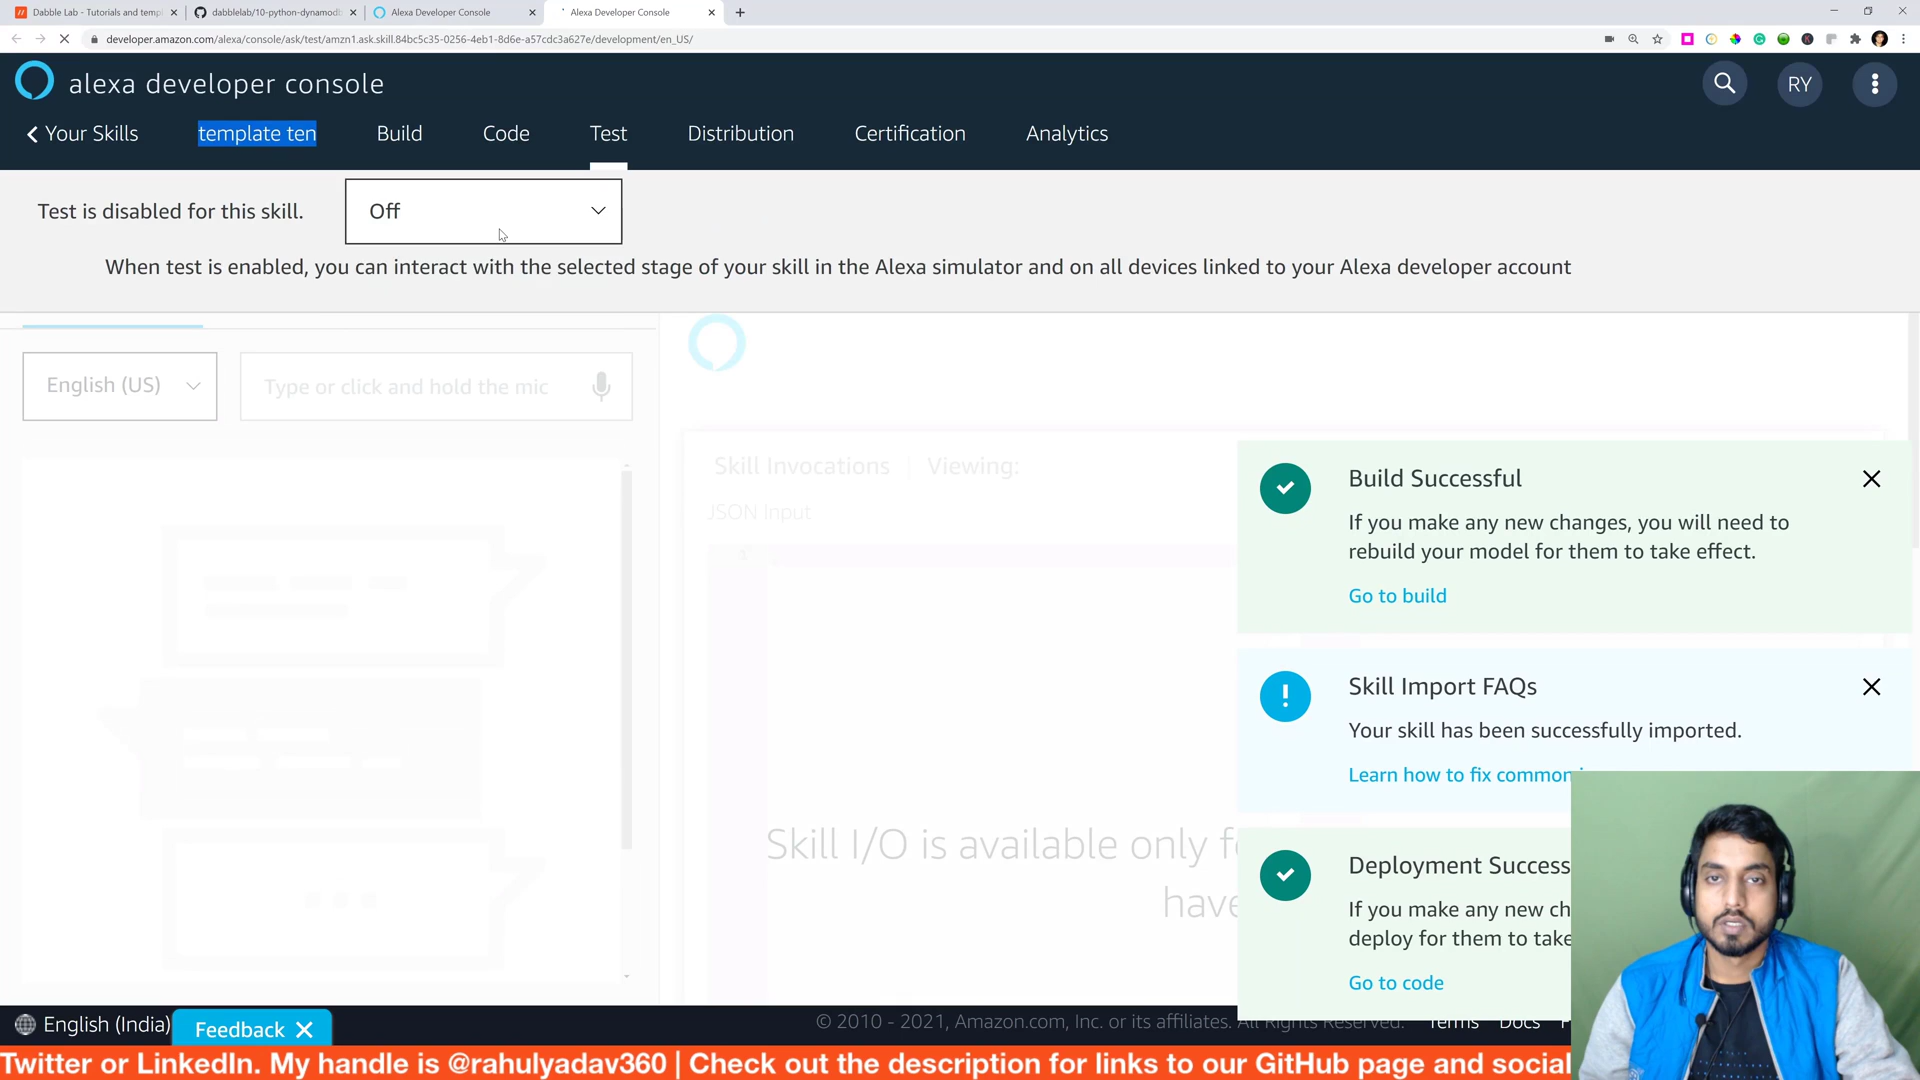 Dabble Lab - Tutorials and temp
dabblelab/10-python-dynamodb
Alexa Developer Console
Alexa Developer Console
developer.amazon.com/alexa/console/ask/test/amzn1.ask.skill.84bc5c35-0256-4eb1-8d6e-a57cdc3a627e/development/en_US/
alexa developer console
RY
Your Skills
template ten
Build
Code
Test
Distribution
Certification
Analytics
Test is disabled for this skill.
Off
When test is enabled, you can interact with the selected stage of your skill in the Alexa simulator and on all devices linked to your Alexa developer account
English (US)
Type or click and hold the mic
Skill Invocations | Viewing:
JSON Input
Skill I/O is available only
have
Build Successful
If you make any new changes, you will need to
rebuild your model for them to take effect.
Go to build
Skill Import FAQs
Your skill has been successfully imported.
Learn how to fix common
Deployment Success
If you make any new ch
deploy for them to take
Go to code
English (India)
Feedback
© 2010 - 2021, Amazon.com, Inc. or its affiliates. All Rights Reserved.
Terms
Docs
Twitter or LinkedIn. My handle is @rahulyadav360 | Check out the description for links to our GitHub page and social